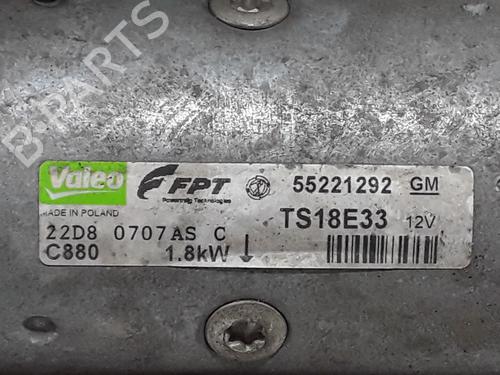 B-PARTS
Valeo FPT 55221292 GM
Powertrain Technologies
MADE IN POLAND
TS18E33 12V
22D8 0707AS C
C880 1.8kW ↓